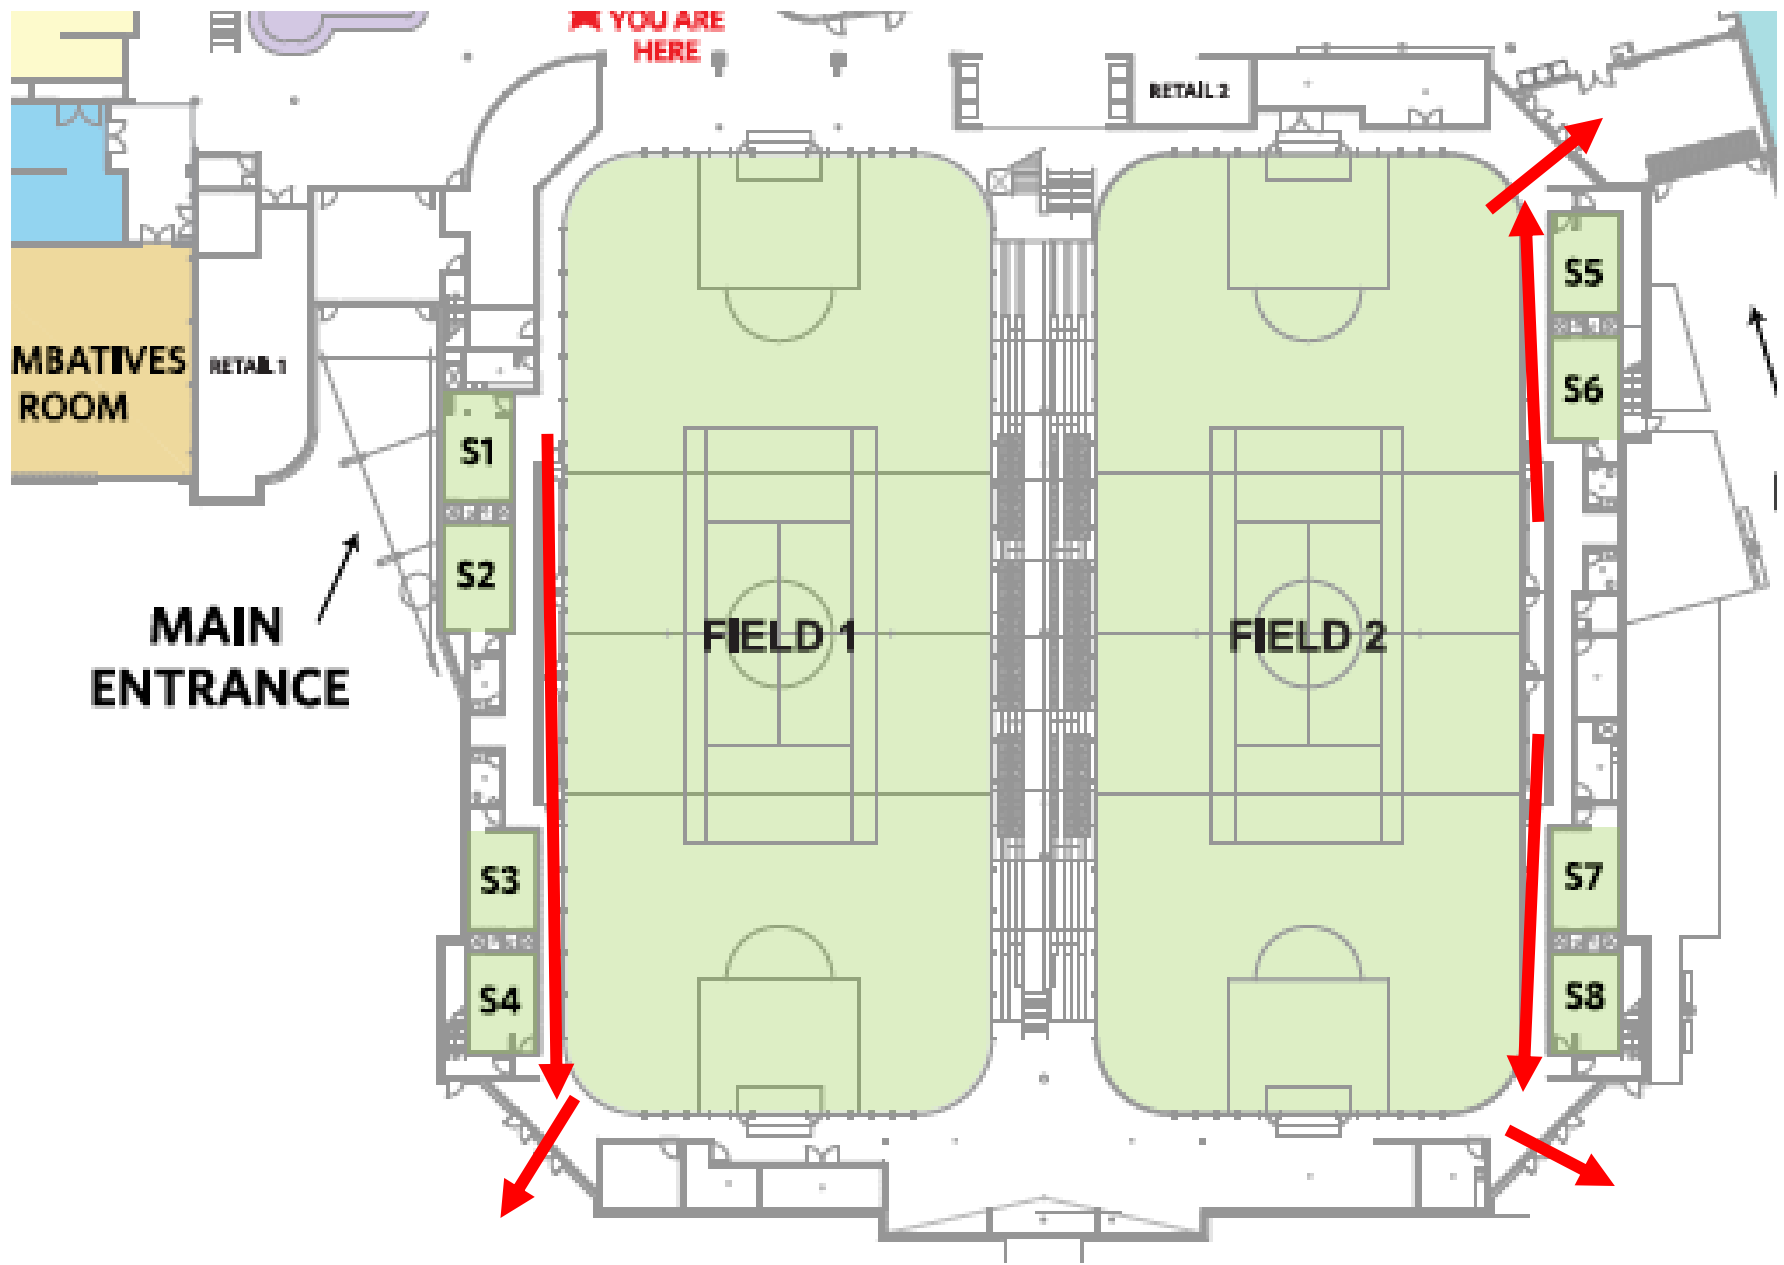 YOU ARE
HERE
RETAIL 2
MBATIVES
ROOM
RETAIL 1
S1
S2
S3
S4
S5
S6
S7
S8
FIELD 1
FIELD 2
MAIN
ENTRANCE